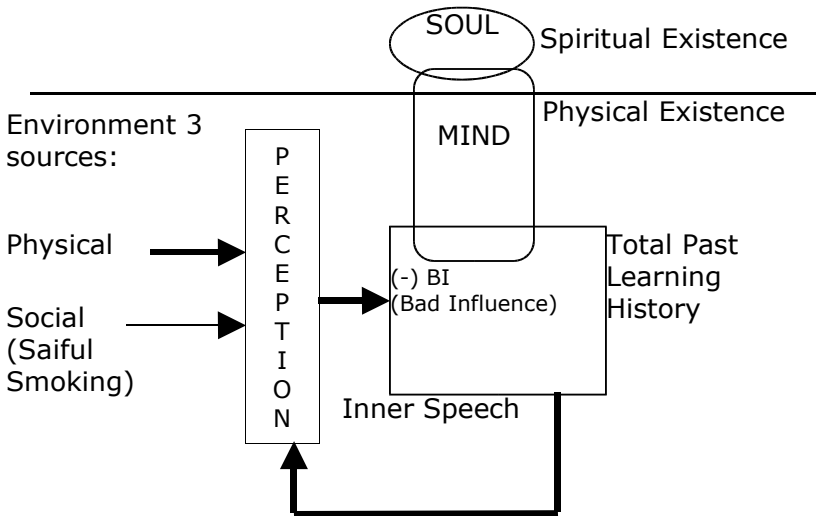 SOUL
Spiritual Existence
Physical Existence
Environment 3
sources:
MIND
P
E
R
C
E
P
T
I
O
N
Physical
Social
(Saiful
Smoking)
(-) BI
(Bad Influence)
Total Past
Learning
History
Inner Speech